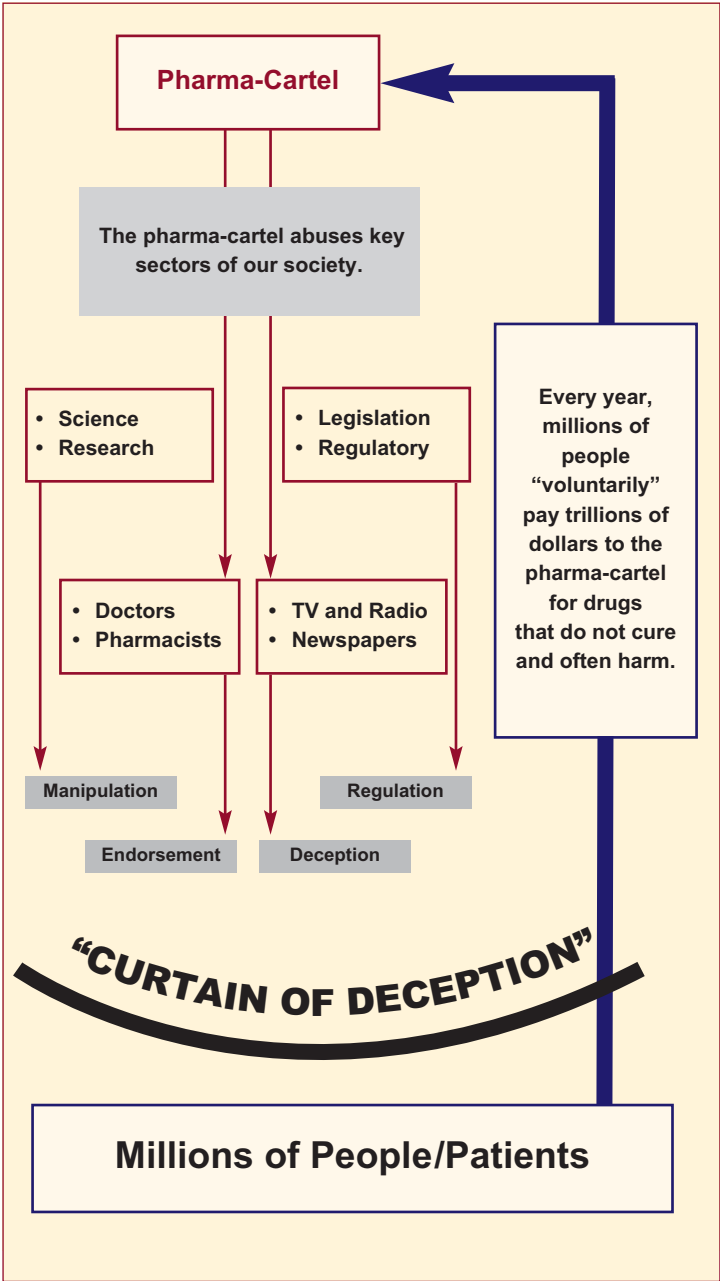 Pharma-Cartel
The pharma-cartel abuses key
sectors of our society.
• Science
• Research
• Legislation
• Regulatory
• Doctors
• Pharmacists
• TV and Radio
• Newspapers
Manipulation
Regulation
Endorsement
Deception
Every year,
millions of
people
“voluntarily”
pay trillions of
dollars to the
pharma-cartel
for drugs
that do not cure
and often harm.
“CURTAIN OF DECEPTION”
Millions of People/Patients